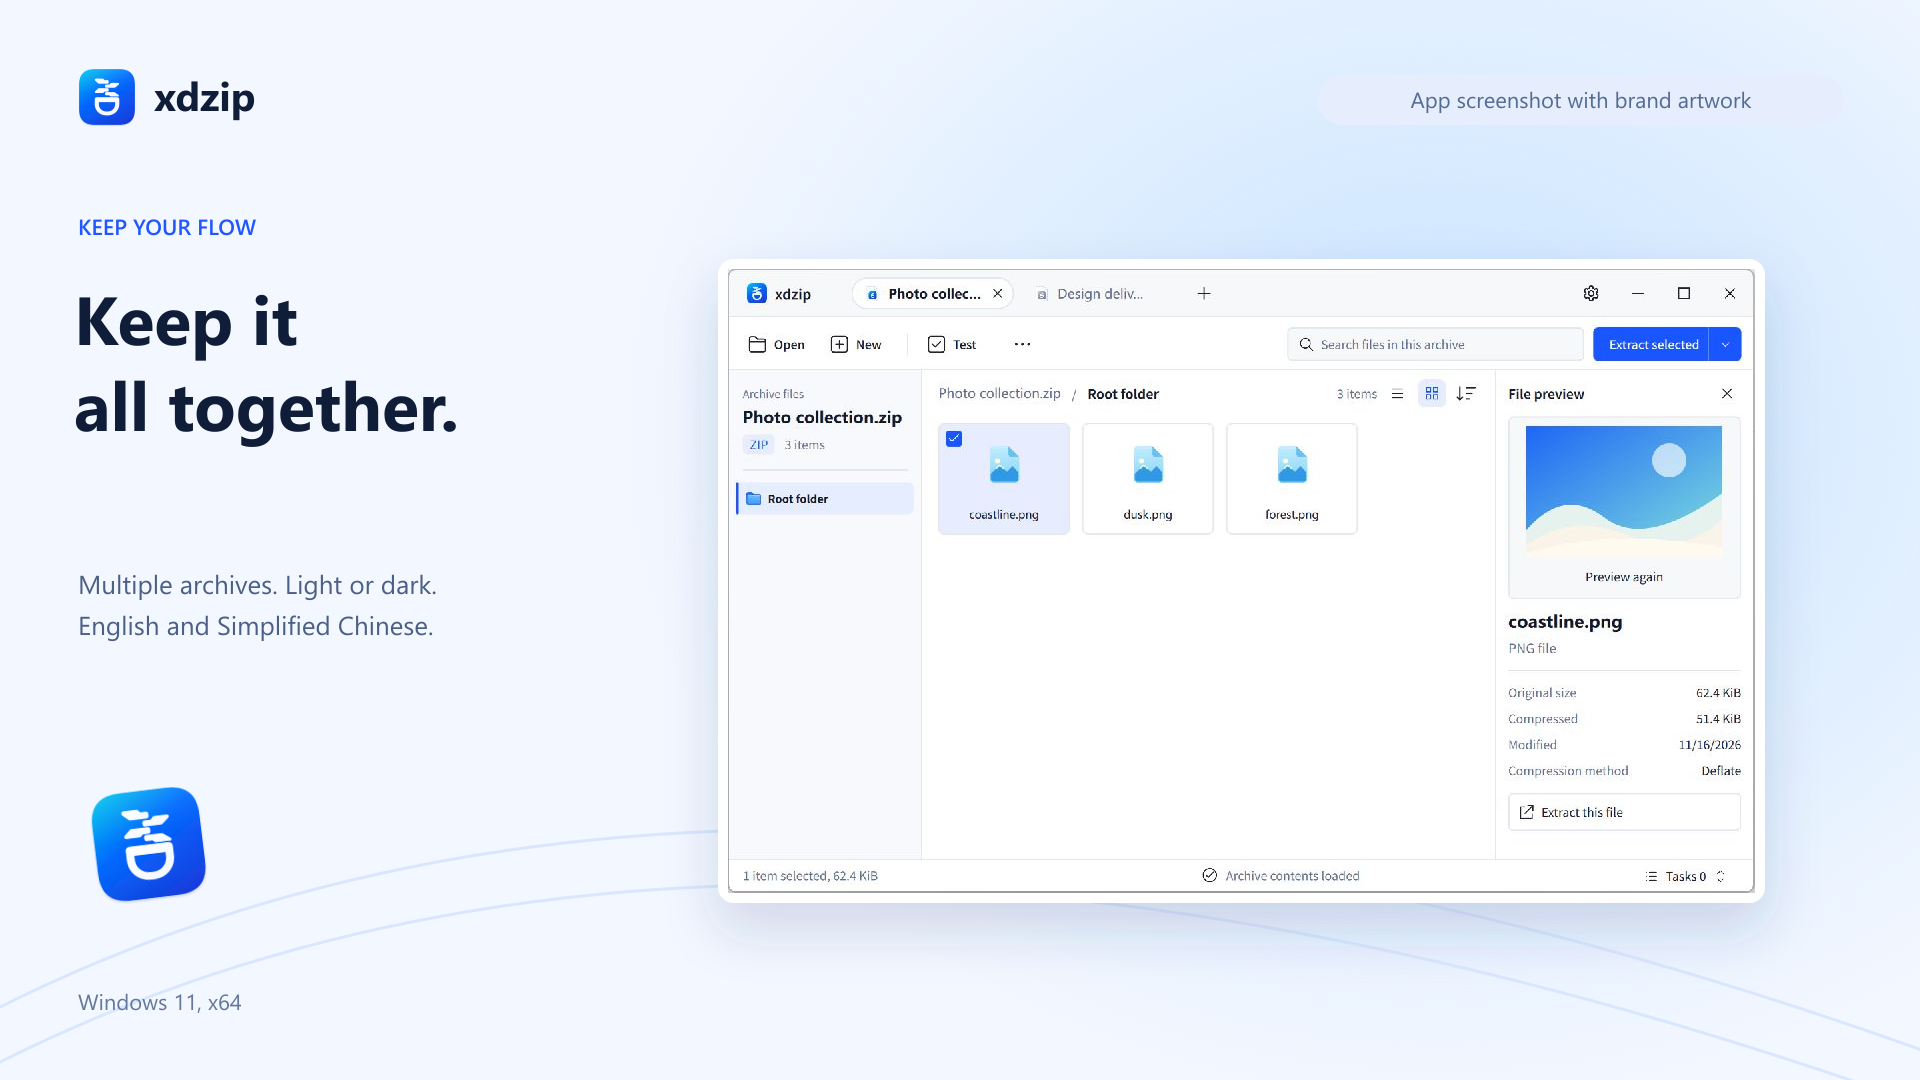 xdzip
App screenshot with brand artwork
KEEP YOUR FLOW
Keep it
all together.
Multiple archives. Light or dark.
English and Simplified Chinese.
Windows 11, x64
xdzip
Photo collec...
Design deliv...
Open
New
Test
Search files in this archive
Extract selected
Archive files
Photo collection.zip
ZIP 3 items
Root folder
Photo collection.zip / Root folder
3 items
coastline.png
dusk.png
forest.png
File preview
Preview again
coastline.png
PNG file
Original size 62.4 KiB
Compressed 51.4 KiB
Modified 11/16/2026
Compression method Deflate
Extract this file
1 item selected, 62.4 KiB
Archive contents loaded
Tasks 0